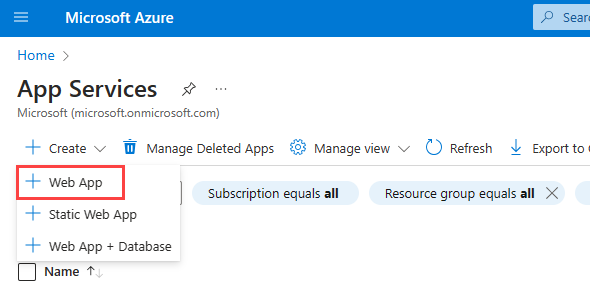 Microsoft Azure
Sear
Home
App Services
Microsoft (microsoft.onmicrosoft.com)
Create
Manage Deleted Apps
Manage view
Refresh
Export to
Web App
Subscription equals all
Resource group equals all
Static Web App
Web App + Database
Name